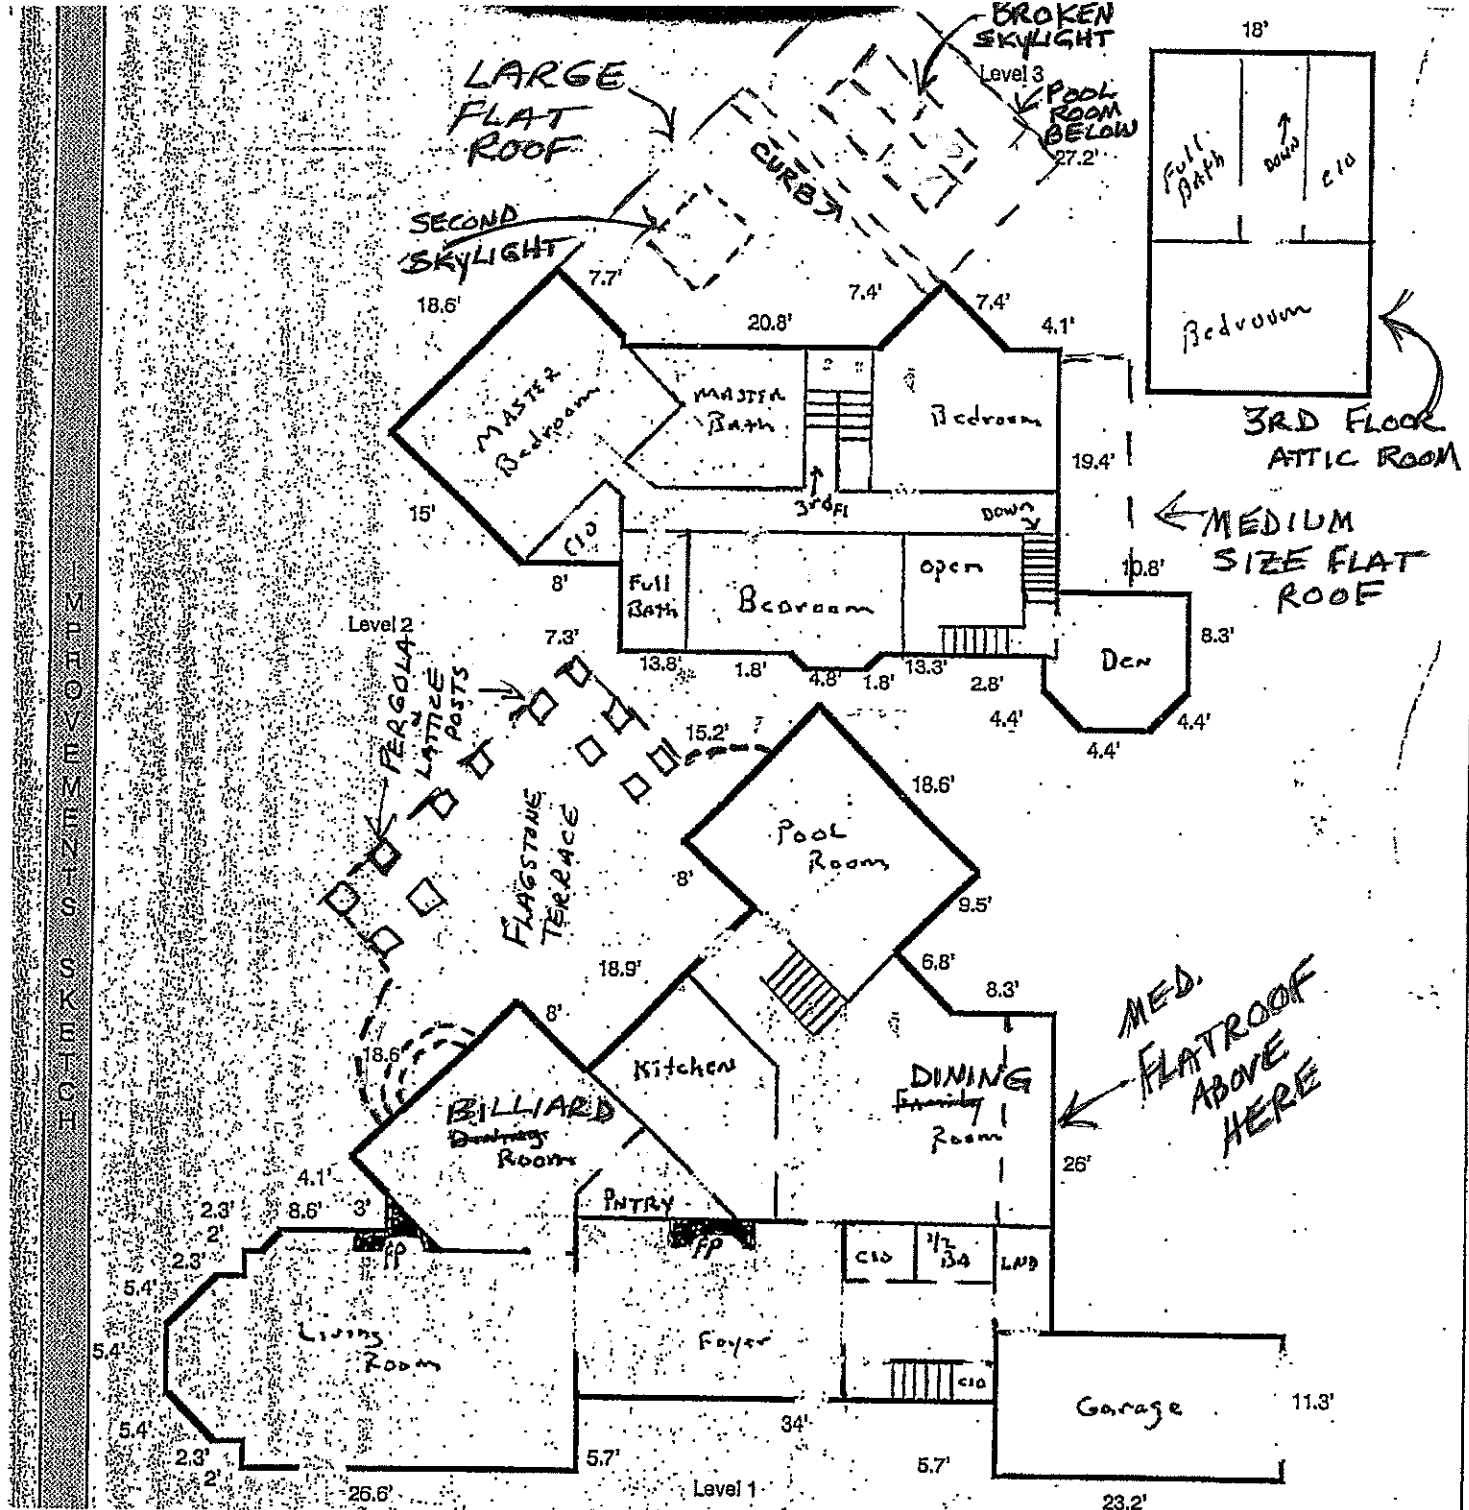 IMPROVEMENTS SKETCH
BROKEN
SKYLIGHT
LARGE
FLAT
ROOF
Level 3
POOL
ROOM
BELOW
27.2'
CURB
SECOND
SKYLIGHT
18'
Full
Bath
DOWN
C10
Bedroom
3RD FLOOR
ATTIC ROOM
18.6'
7.7'
20.8'
7.4'
7.4'
4.1'
MASTER
Bedroom
MASTER
Bath
3rd Fl
Bedroom
19.4'
DOWN
MEDIUM
SIZE FLAT
ROOF
10.8'
15'
C10
8'
Full
Bath
Bedroom
open
Den
8.3'
Level 2
13.8'
1.8'
4.8'
1.8'
13.3'
2.8'
4.4'
4.4'
4.4'
7.3'
PERGOLA
LATTICE
POSTS
15.2'
FLAGSTONE
TERRACE
Pool
Room
18.6'
8'
9.5'
6.8'
8.3'
18.9'
8'
18.6'
Kitchen
BILLIARD
Dining
Room
DINING
Family
Room
MED.
FLATROOF
ABOVE
HERE
26'
4.1'
PNTRY
2.3'
2'
8.6'
3'
2.3'
5.4'
FP
FP
C10
1/2
BA
LND
5.4'
Living
Room
Foyer
C10
Garage
11.3'
5.4'
2.3'
2'
26.6'
5.7'
34'
5.7'
Level 1
23.2'